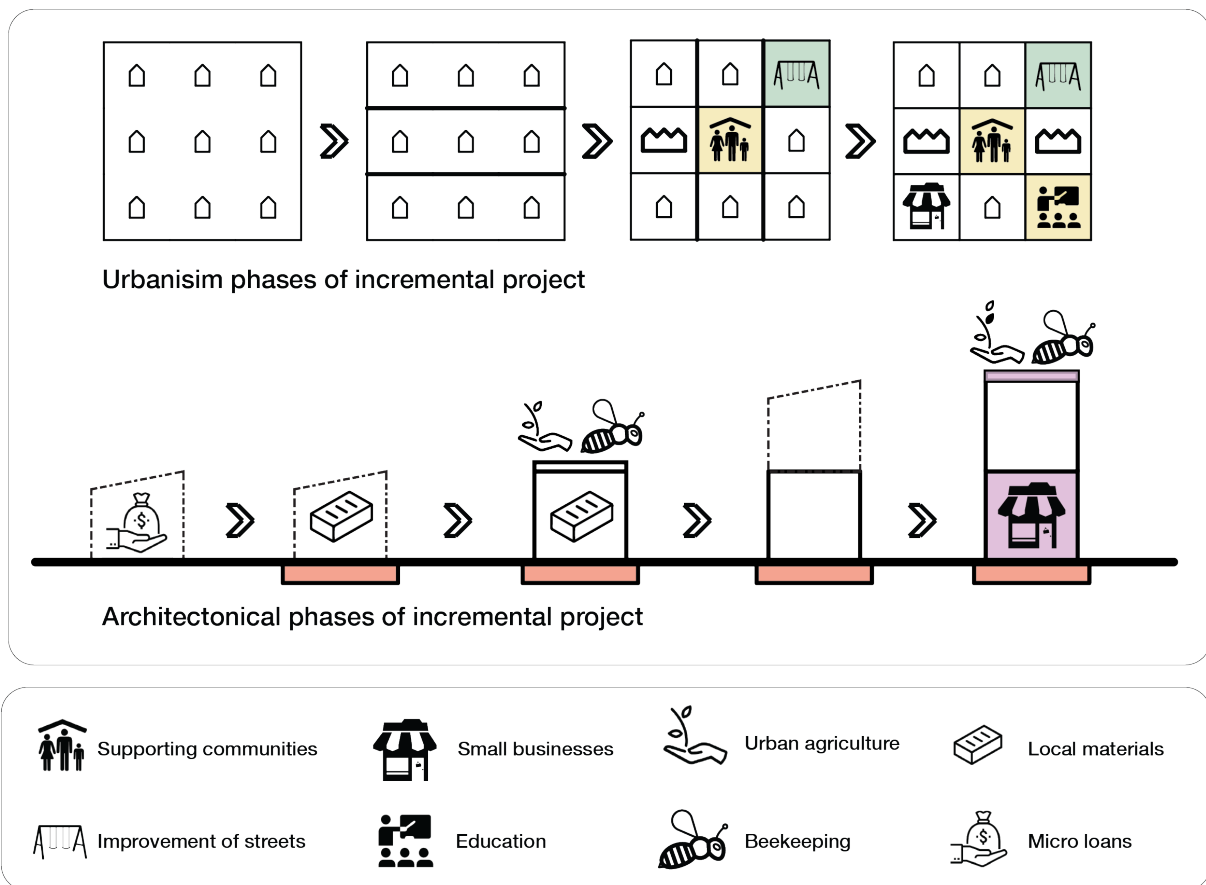 Urbanisim phases of incremental project
Architectonical phases of incremental project
Supporting communities
Small businesses
Urban agriculture
Local materials
Improvement of streets
Education
Beekeeping
Micro loans